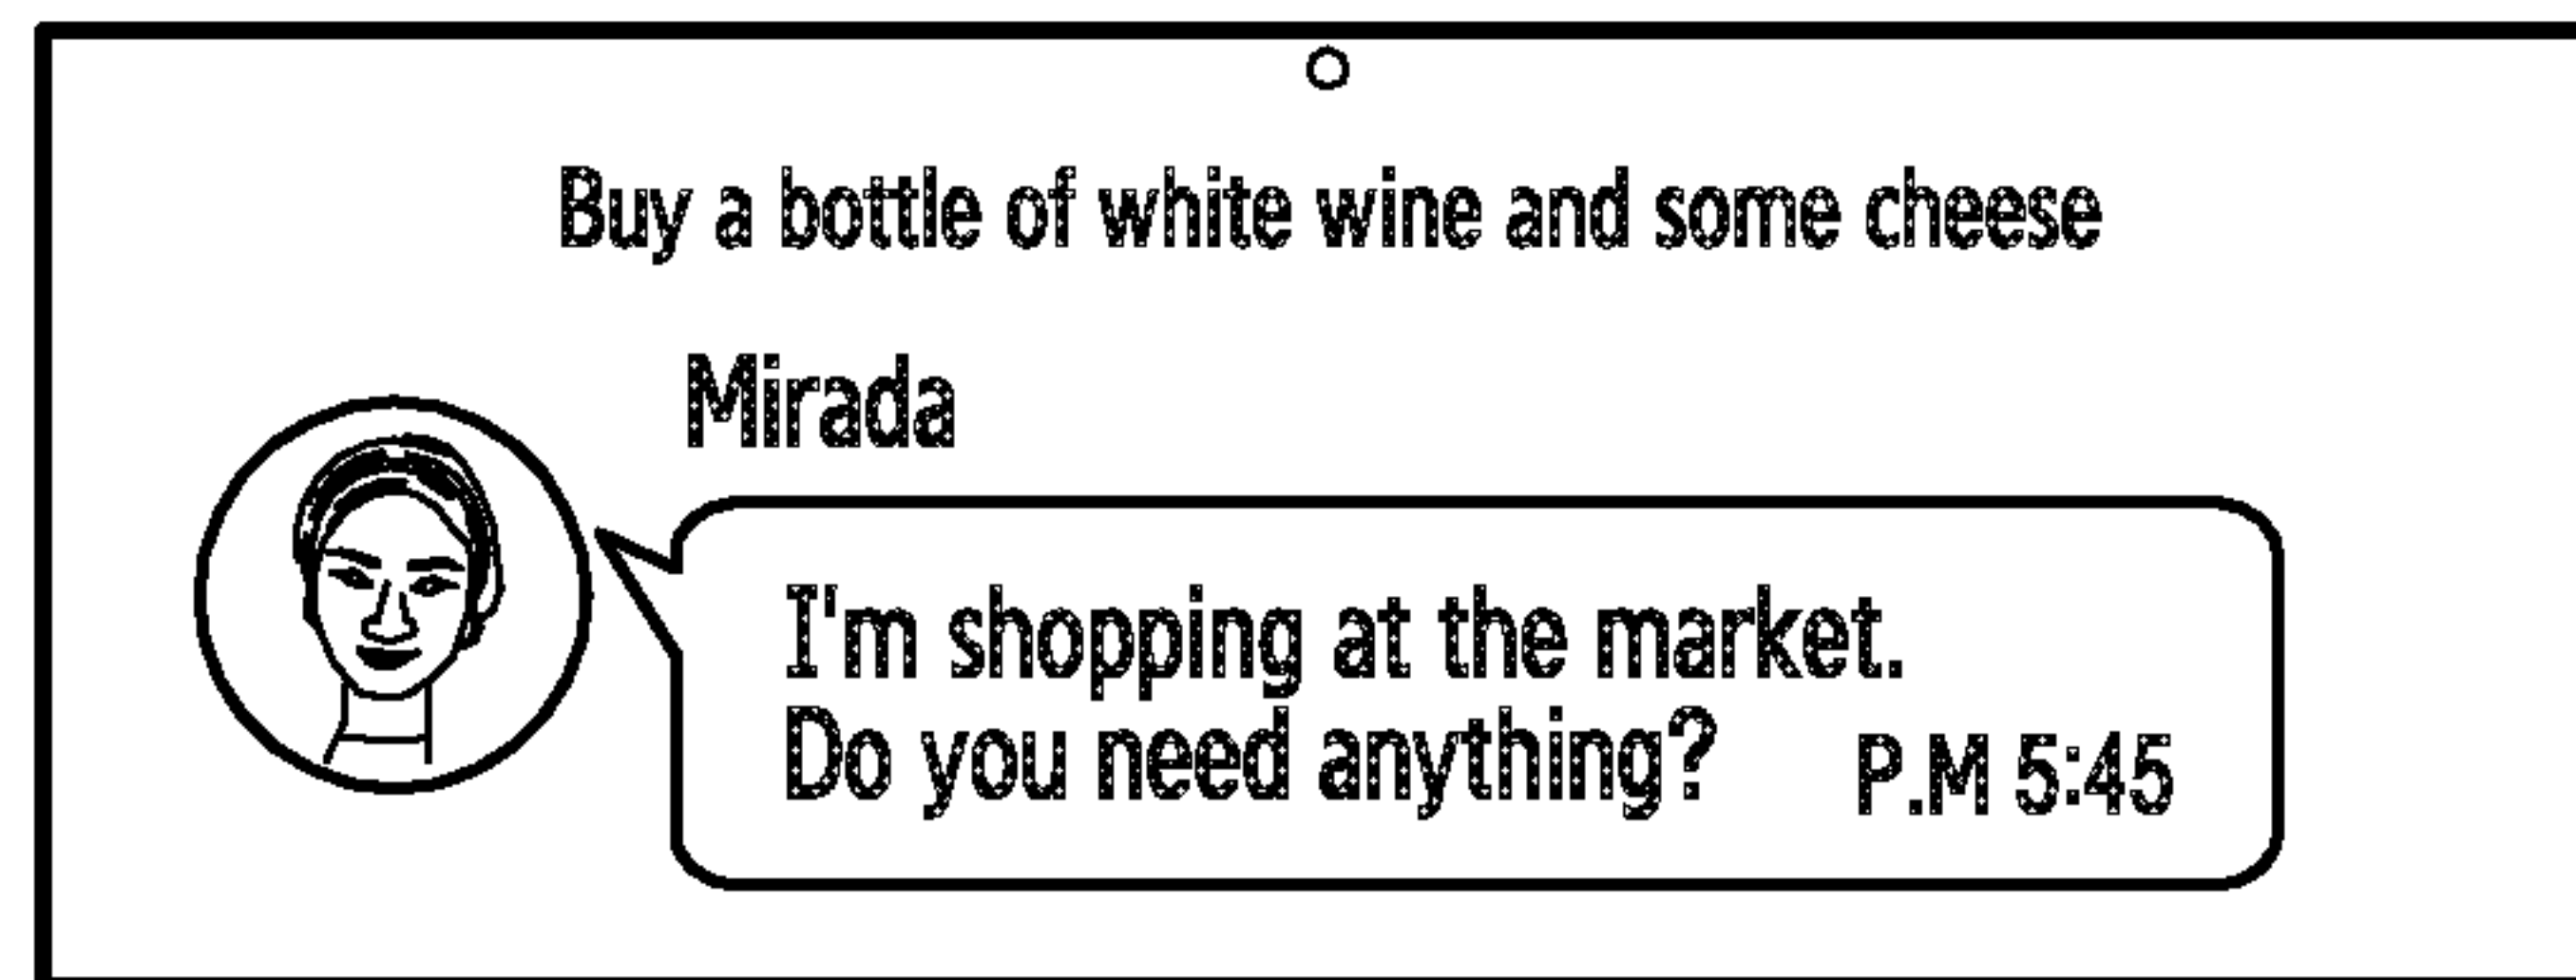 Buy a bottle of white wine and some cheese
Mirada
I'm shopping at the market.
Do you need anything?
P.M 5:45